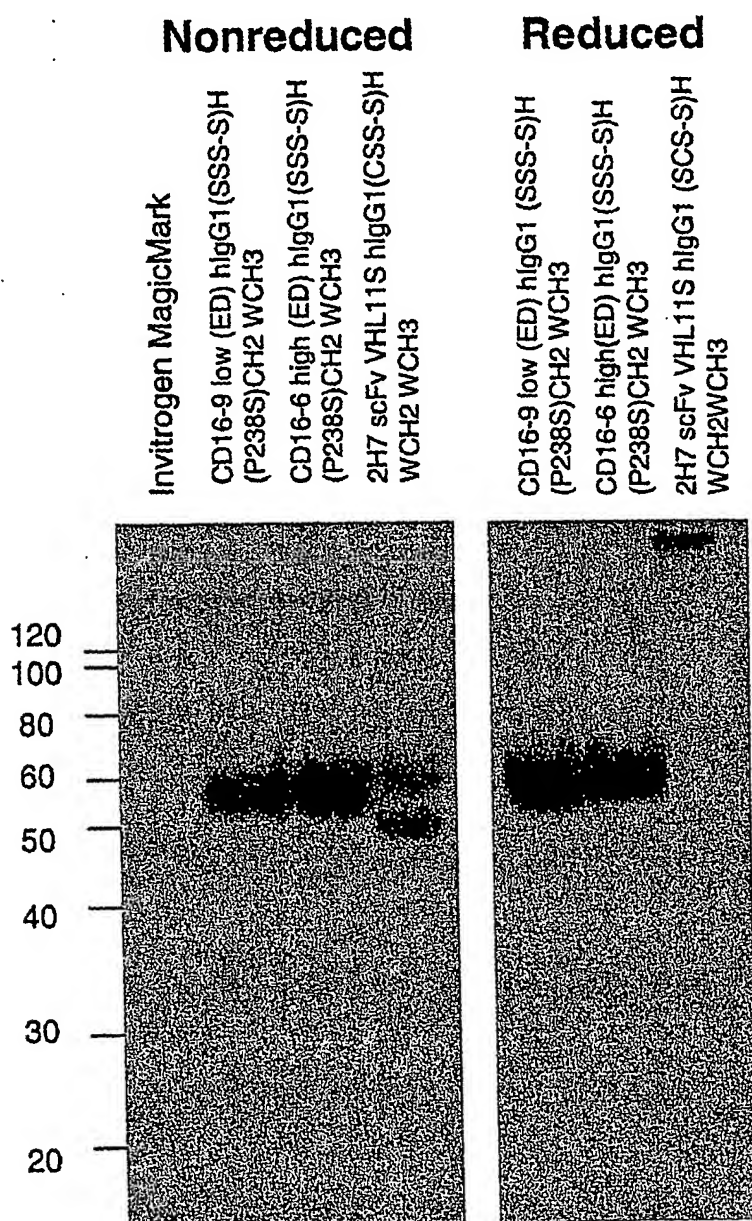 Nonreduced
Reduced
Invitrogen MagicMark
CD16-9 low (ED) hIgG1(SSS-S)H
(P238S)CH2 WCH3
CD16-6 high (ED) hIgG1(SSS-S)H
(P238S)CH2 WCH3
2H7 scFv VHL11S hIgG1(CSS-S)H
WCH2 WCH3
CD16-9 low (ED) hIgG1 (SSS-S)H
(P238S)CH2 WCH3
CD16-6 high(ED) hIgG1(SSS-S)H
(P238S)CH2 WCH3
2H7 scFv VHL11S hIgG1 (SCS-S)H
WCH2WCH3
120
100
80
60
50
40
30
20